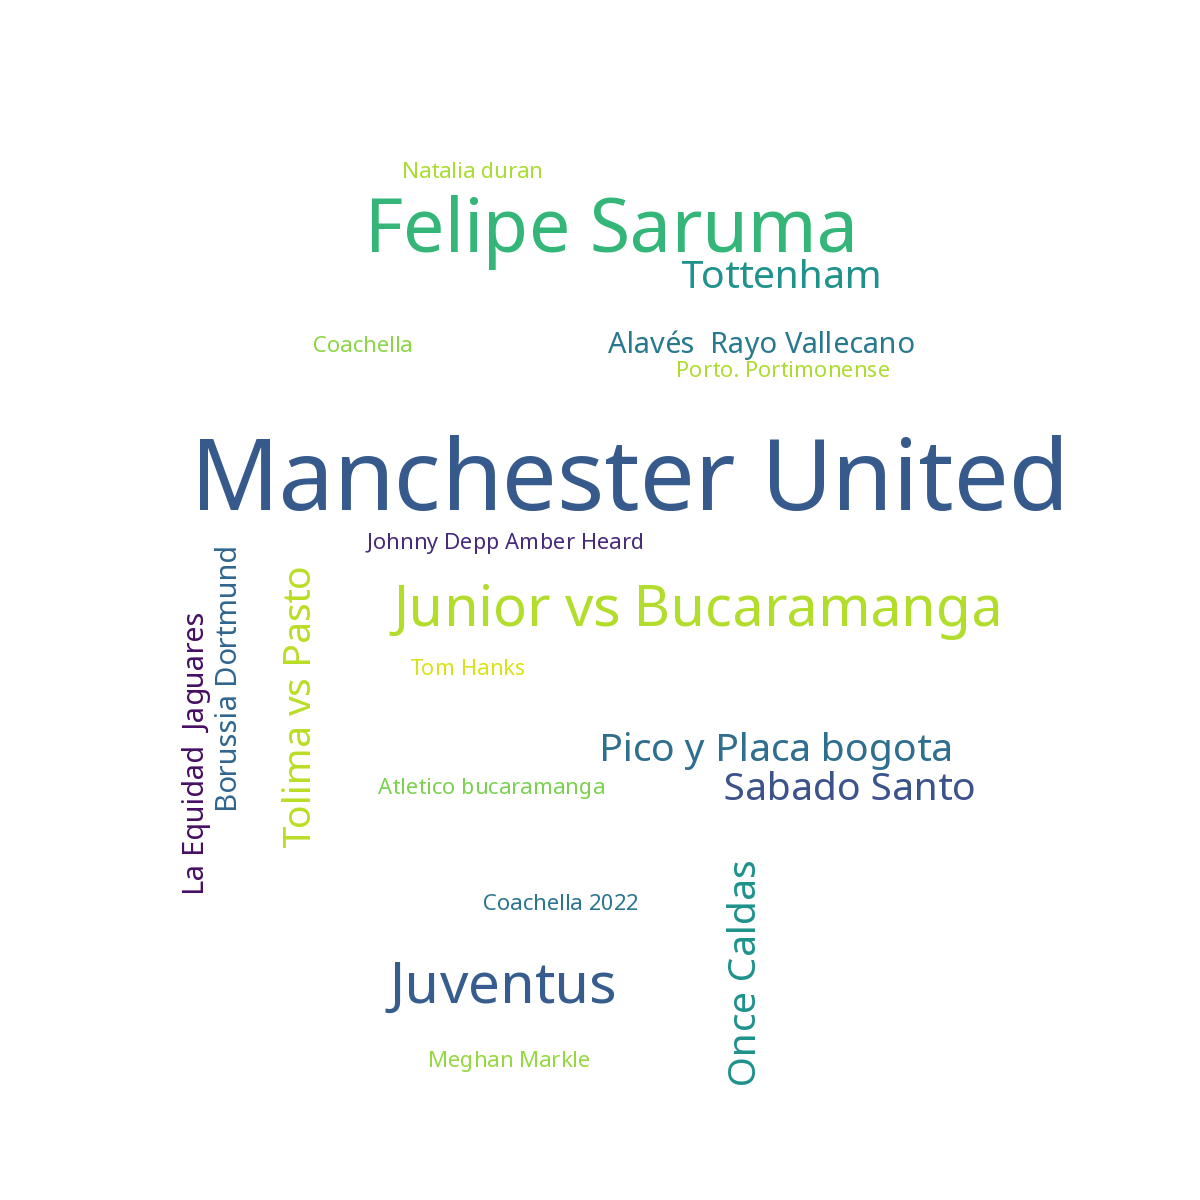 Natalia duran
Felipe Saruma
Tottenham
Coachella
Alavés  Rayo Vallecano
Porto. Portimonense
Manchester United
Johnny Depp Amber Heard
Junior vs Bucaramanga
La Equidad  Jaguares
Borussia Dortmund
Tolima vs Pasto
Tom Hanks
Pico y Placa bogota
Atletico bucaramanga
Sabado Santo
Coachella 2022
Once Caldas
Juventus
Meghan Markle